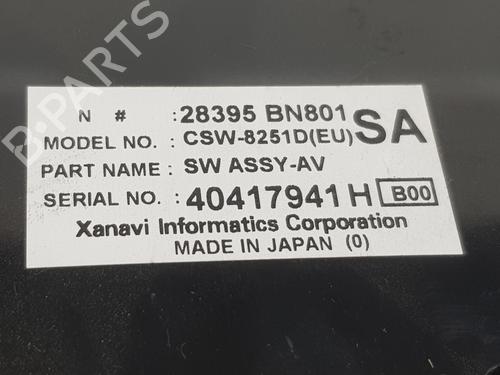 N # : 28395 BN801 SA
MODEL NO. : CSW-8251D(EU)
PART NAME : SW ASSY-AV
SERIAL NO. : 40417941H B00
Xanavi Informatics Corporation
MADE IN JAPAN (0)
B-PARTS